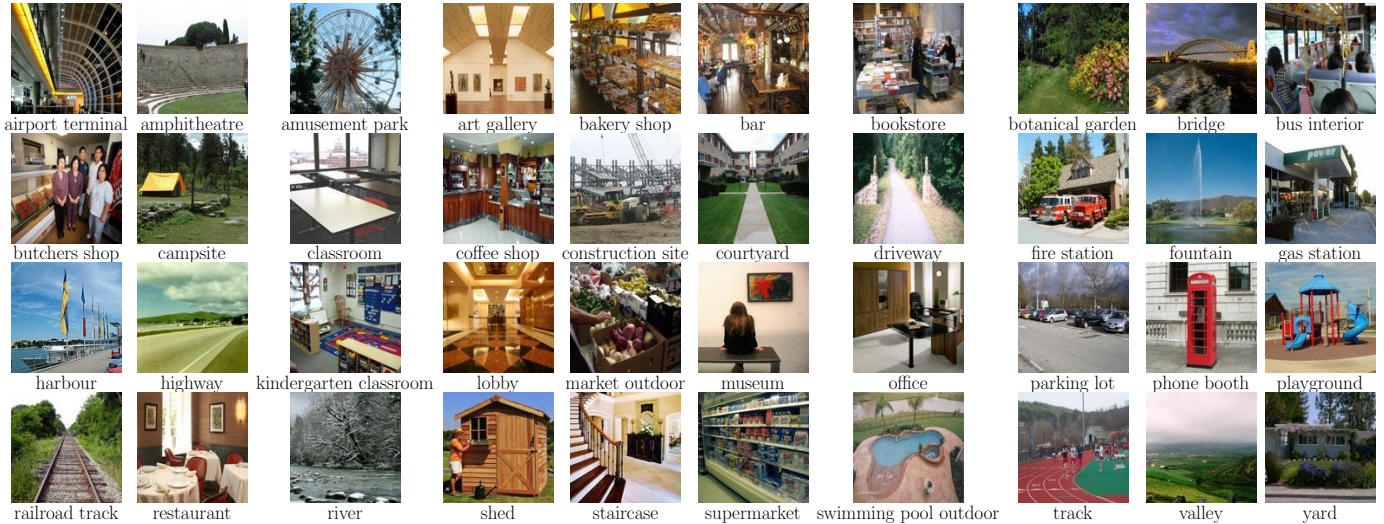 airport terminal amphitheatre amusement park art gallery bakery shop bar bookstore botanical garden bridge bus interior
power
butchers shop campsite classroom coffee shop construction site courtyard driveway fire station fountain gas station
harbour highway kindergarten classroom lobby market outdoor museum office parking lot phone booth playground
railroad track restaurant river shed staircase supermarket swimming pool outdoor track valley yard